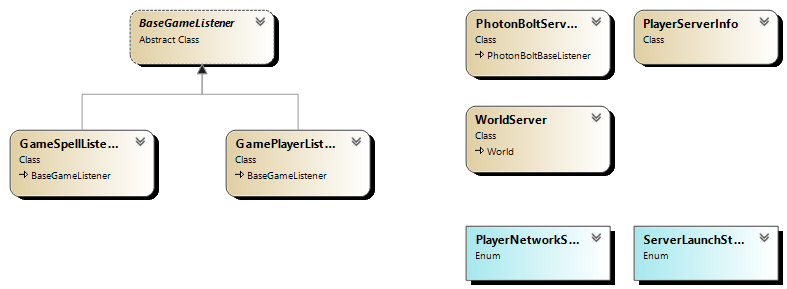 BaseGameListener
Abstract Class
GameSpellListe...
Class
BaseGameListener
GamePlayerList...
Class
BaseGameListener
PhotonBoltServ...
Class
PhotonBoltBaseListener
PlayerServerInfo
Class
WorldServer
Class
World
PlayerNetworkS...
Enum
ServerLaunchSt...
Enum